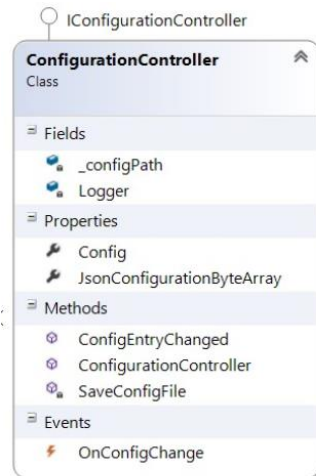 IConfigurationController
ConfigurationController
Class
Fields
_configPath
Logger
Properties
Config
JsonConfigurationByteArray
Methods
ConfigEntryChanged
ConfigurationController
SaveConfigFile
Events
OnConfigChange